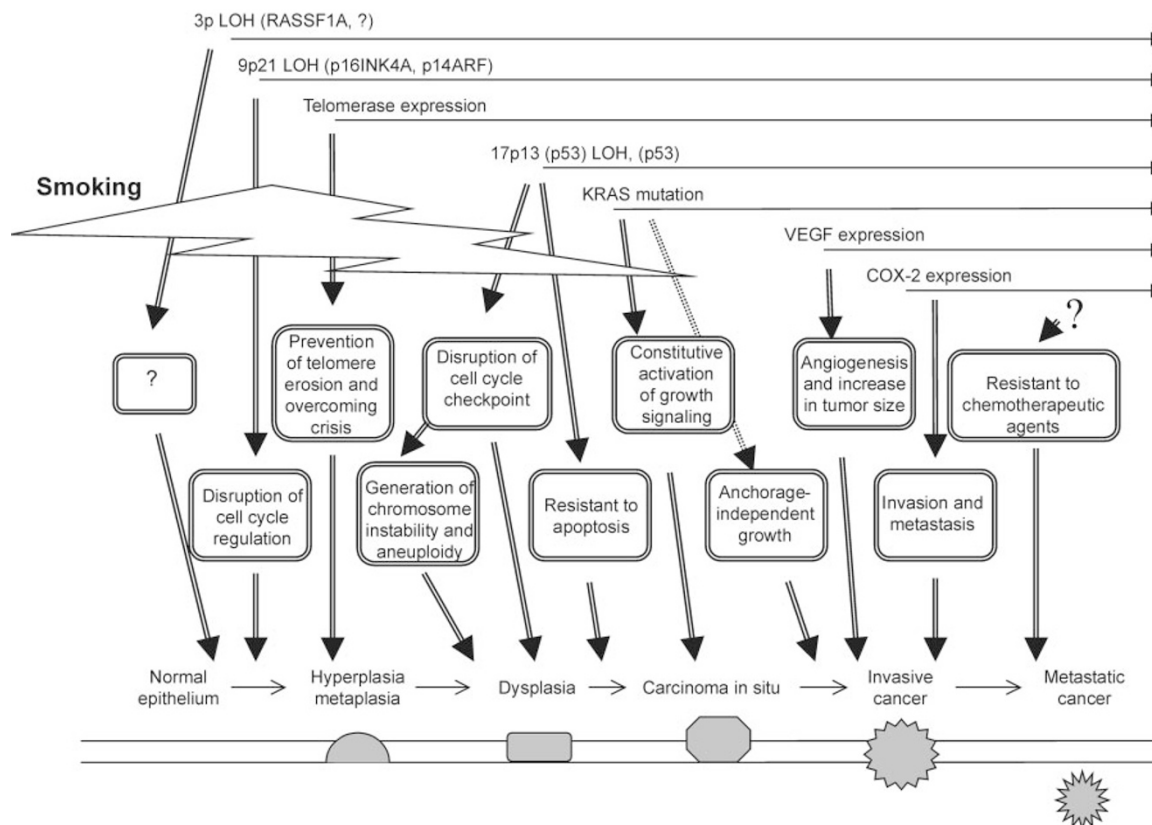 3p LOH (RASSF1A, ?)
9p21 LOH (p16INK4A, p14ARF)
Telomerase expression
17p13 (p53) LOH, (p53)
Smoking
KRAS mutation
VEGF expression
COX-2 expression
?
?
Prevention
of telomere
erosion and
overcoming
crisis
Disruption of
cell cycle
checkpoint
Constitutive
activation
of growth
signaling
Angiogenesis
and increase
in tumor size
Resistant to
chemotherapeutic
agents
Disruption of
cell cycle
regulation
Generation of
chromosome
instability and
aneuploidy
Resistant to
apoptosis
Anchorage-
independent
growth
Invasion and
metastasis
Normal
epithelium
Hyperplasia
metaplasia
Dysplasia
Carcinoma in situ
Invasive
cancer
Metastatic
cancer